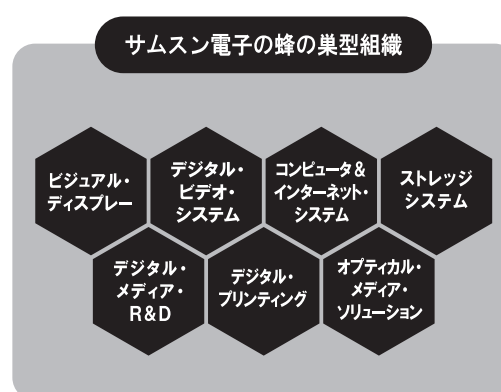 サムスン電子の蜂の巣型組織
ビジュアル・
ディスプレー
デジタル・
ビデオ・
システム
コンピュータ&
インターネット・
システム
ストレッジ
システム
デジタル・
メディア・
R&D
デジタル・
プリンティング
オプティカル・
メディア・
ソリューション